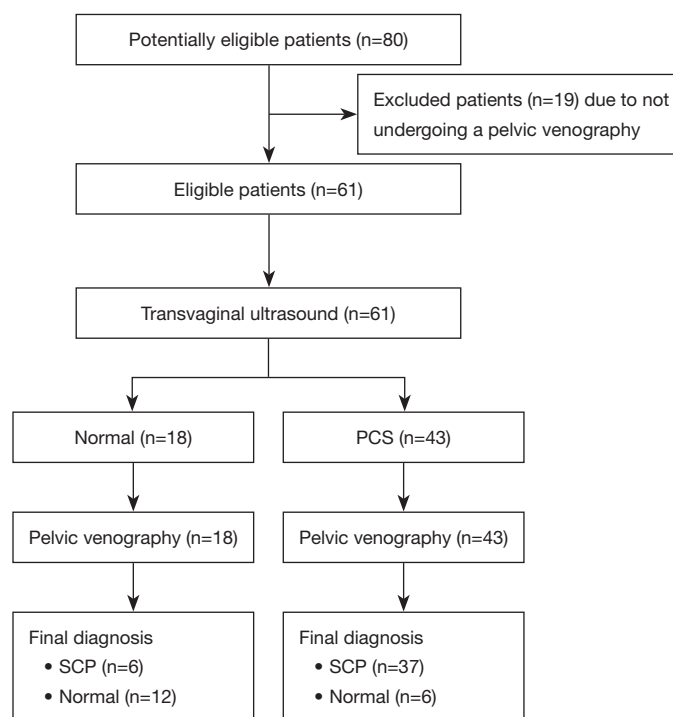 Potentially eligible patients (n=80)
Excluded patients (n=19) due to not
undergoing a pelvic venography
Eligible patients (n=61)
Transvaginal ultrasound (n=61)
Normal (n=18)
PCS (n=43)
Pelvic venography (n=18)
Pelvic venography (n=43)
Final diagnosis
• SCP (n=6)
• Normal (n=12)
Final diagnosis
• SCP (n=37)
• Normal (n=6)